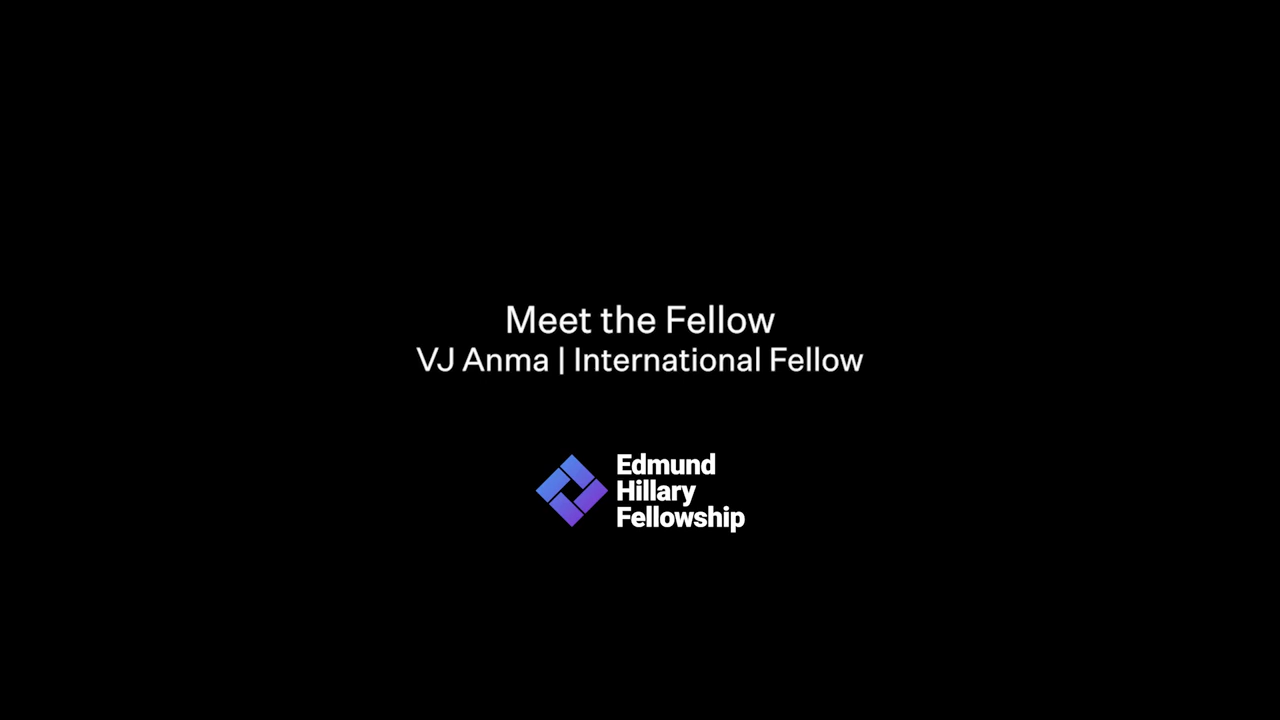 Meet the Fellow
VJ Anma | International Fellow
Edmund
Hillary
Fellowship